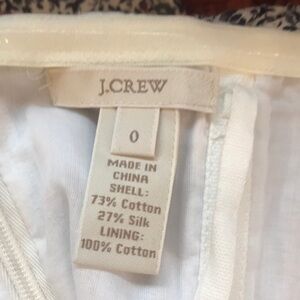 J.CREW
0
MADE IN
CHINA
SHELL:
73% Cotton
27% Silk
LINING:
100% Cotton